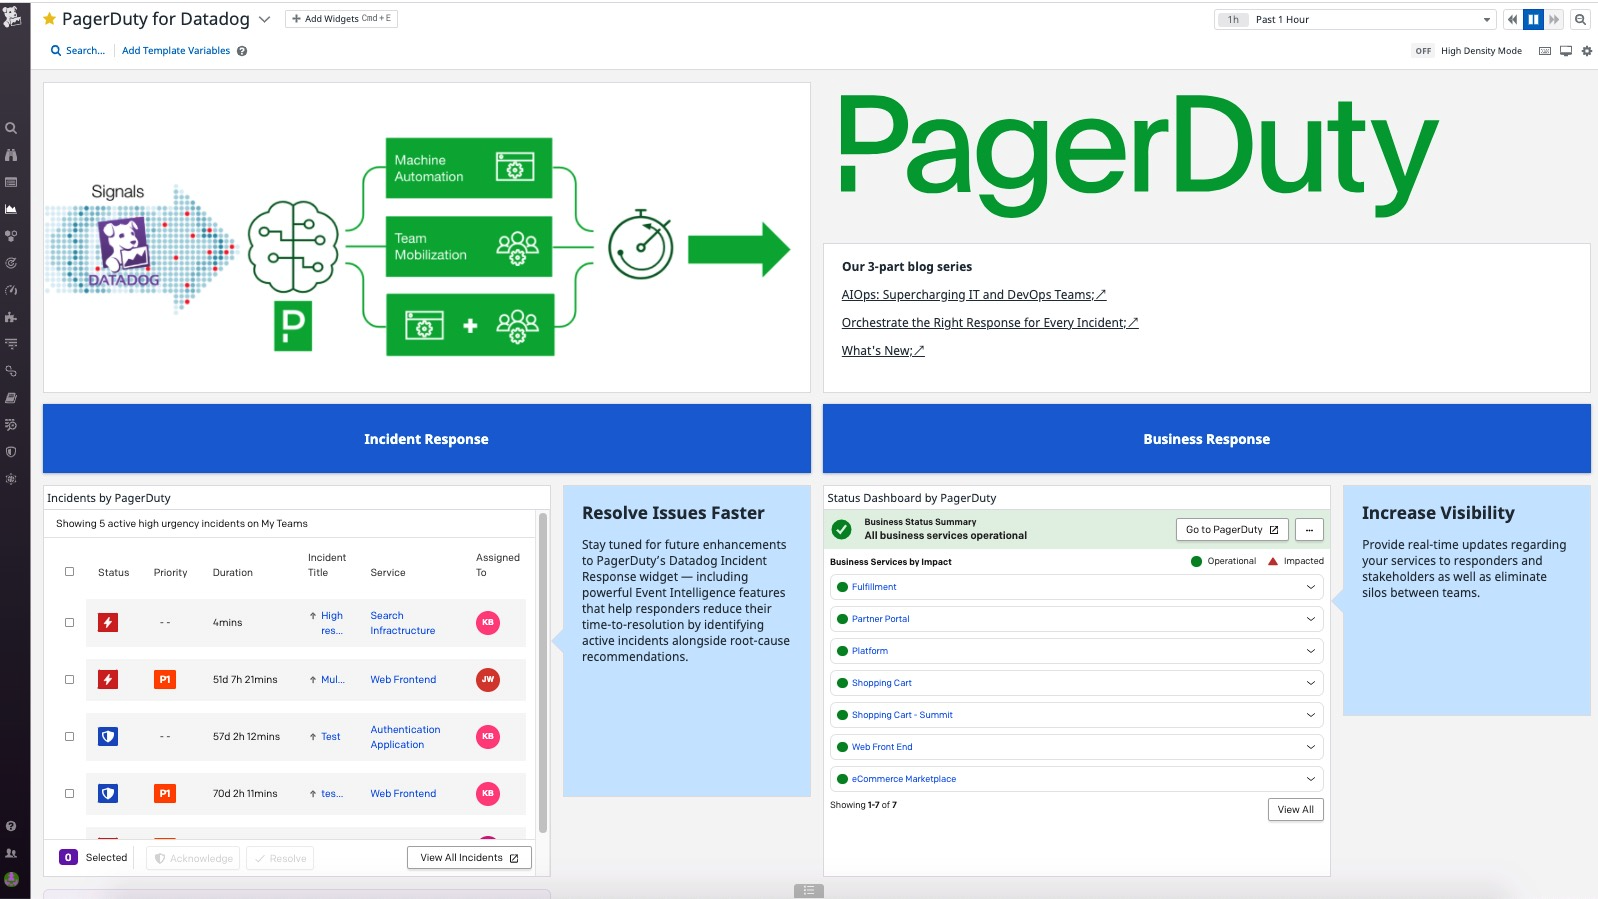 PagerDuty for Datadog
Add Widgets Cmd + E
1h Past 1 Hour
Search...
Add Template Variables
OFF High Density Mode
Signals
DATADOG
P
Machine
Automation
Team
Mobilization
+
PagerDuty
Our 3-part blog series
AIOps: Supercharging IT and DevOps Teams;
Orchestrate the Right Response for Every Incident;
What's New;
Incident Response
Business Response
Incidents by PagerDuty
Showing 5 active high urgency incidents on My Teams
Status Priority Duration Incident Title Service Assigned To
-- 4mins ↑ High res... Search Infractructure KB
P1 51d 7h 21mins ↑ Mul... Web Frontend JW
-- 57d 2h 12mins ↑ Test Authentication Application KB
P1 70d 2h 11mins ↑ tes... Web Frontend KB
0 Selected Acknowledge Resolve View All Incidents
Resolve Issues Faster
Stay tuned for future enhancements
to PagerDuty's Datadog Incident
Response widget — including
powerful Event Intelligence features
that help responders reduce their
time-to-resolution by identifying
active incidents alongside root-cause
recommendations.
Status Dashboard by PagerDuty
Business Status Summary
All business services operational
Go to PagerDuty
...
Business Services by Impact
Operational Impacted
Fulfillment
Partner Portal
Platform
Shopping Cart
Shopping Cart - Summit
Web Front End
eCommerce Marketplace
Showing 1-7 of 7
View All
Increase Visibility
Provide real-time updates regarding
your services to responders and
stakeholders as well as eliminate
silos between teams.